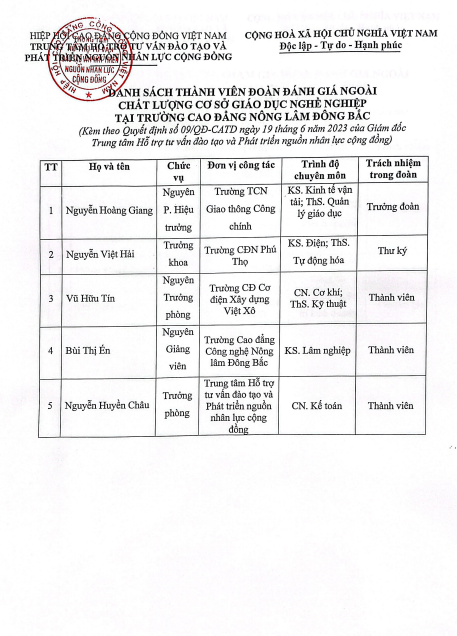 HIỆP HỘI CAO ĐẲNG CỘNG ĐỒNG VIỆT NAM
TRUNG TÂM HỖ TRỢ TƯ VẤN ĐÀO TẠO VÀ
PHÁT TRIỂN NGUỒN NHÂN LỰC CỘNG ĐỒNG
CỘNG HOÀ XÃ HỘI CHỦ NGHĨA VIỆT NAM
Độc lập - Tự do - Hạnh phúc
DANH SÁCH THÀNH VIÊN ĐOÀN ĐÁNH GIÁ NGOÀI
CHẤT LƯỢNG CƠ SỞ GIÁO DỤC NGHỀ NGHIỆP
TẠI TRƯỜNG CAO ĐẲNG NÔNG LÂM ĐÔNG BẮC
(Kèm theo Quyết định số 09/QĐ-CATD ngày 19 tháng 6 năm 2023 của Giám đốc
Trung tâm Hỗ trợ tư vấn đào tạo và Phát triển nguồn nhân lực cộng đồng)
TT Họ và tên Chức vụ Đơn vị công tác Trình độ chuyên môn Trách nhiệm trong đoàn
1 Nguyễn Hoàng Giang Nguyên P. Hiệu trưởng Trường TCN Giao thông Công chính KS. Kinh tế vận tải; ThS. Quản lý giáo dục Trưởng đoàn
2 Nguyễn Việt Hải Trưởng khoa Trường CĐN Phú Thọ KS. Điện; ThS. Tự động hóa Thư ký
3 Vũ Hữu Tín Nguyên Trưởng phòng Trường CĐ Cơ điện Xây dựng Việt Xô CN. Cơ khí; ThS. Kỹ thuật Thành viên
4 Bùi Thị Én Nguyên Giảng viên Trường Cao đẳng Công nghệ Nông lâm Đông Bắc KS. Lâm nghiệp Thành viên
5 Nguyễn Huyền Châu Trưởng phòng Trung tâm Hỗ trợ tư vấn đào tạo và Phát triển nguồn nhân lực cộng đồng CN. Kế toán Thành viên